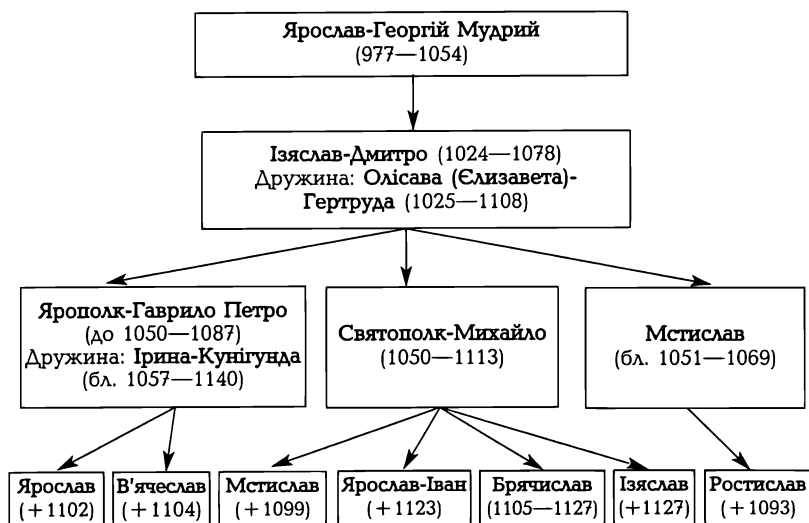 Ярослав-Георгій Мудрий
(977—1054)
Ізяслав-Дмитро (1024—1078)
Дружина: Олісава (Єлизавета)-
Гертруда (1025—1108)
Ярополк-Гаврило Петро
(до 1050—1087)
Дружина: Ірина-Кунігунда
(бл. 1057—1140)
Святополк-Михайло
(1050—1113)
Мстислав
(бл. 1051—1069)
Ярослав
(+1102)
В'ячеслав
(+1104)
Мстислав
(+1099)
Ярослав-Іван
(+1123)
Брячислав
(1105—1127)
Ізяслав
(+1127)
Ростислав
(+1093)